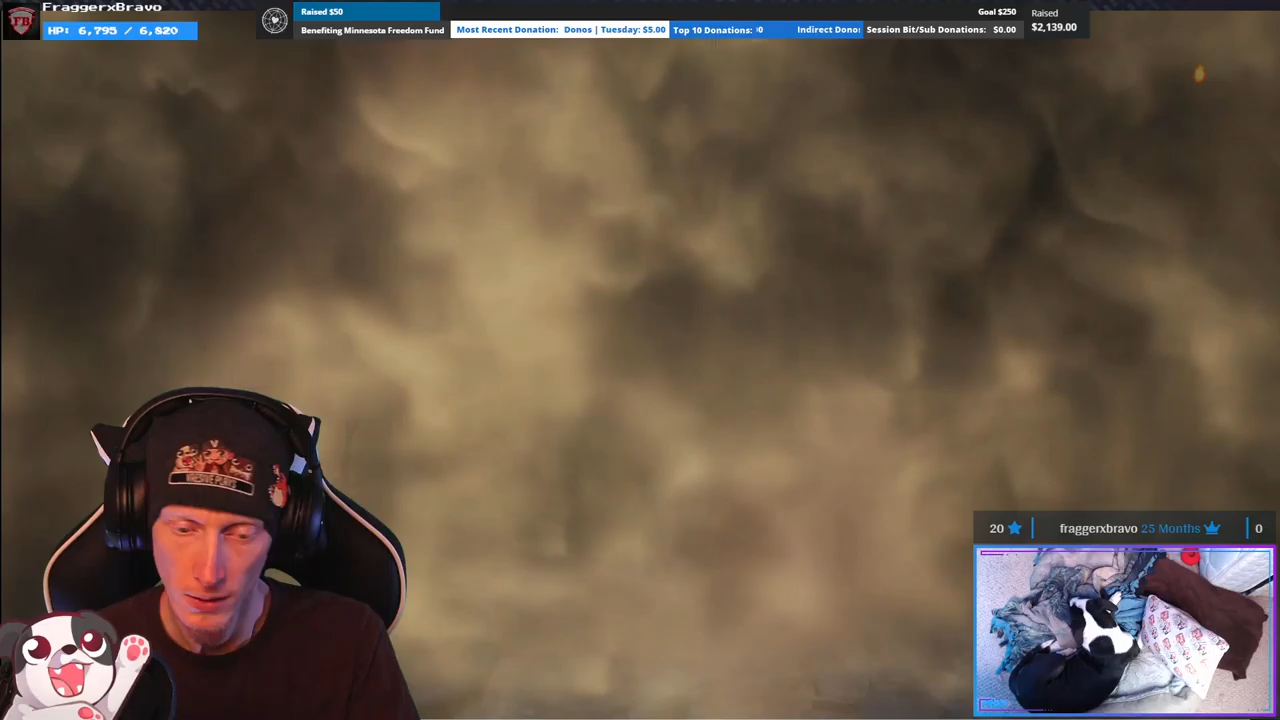 FraggerxBravo
HP: 6,795 / 6,820
FB
Raised $50
Goal $250
Benefiting Minnesota Freedom Fund
Most Recent Donation: Donos | Tuesday: $5.00
Top 10 Donations:
Indirect Dono
Session Bit/Sub Donations: $0.00
Raised
$2,139.00
20
fraggerxbravo 25 Months
0